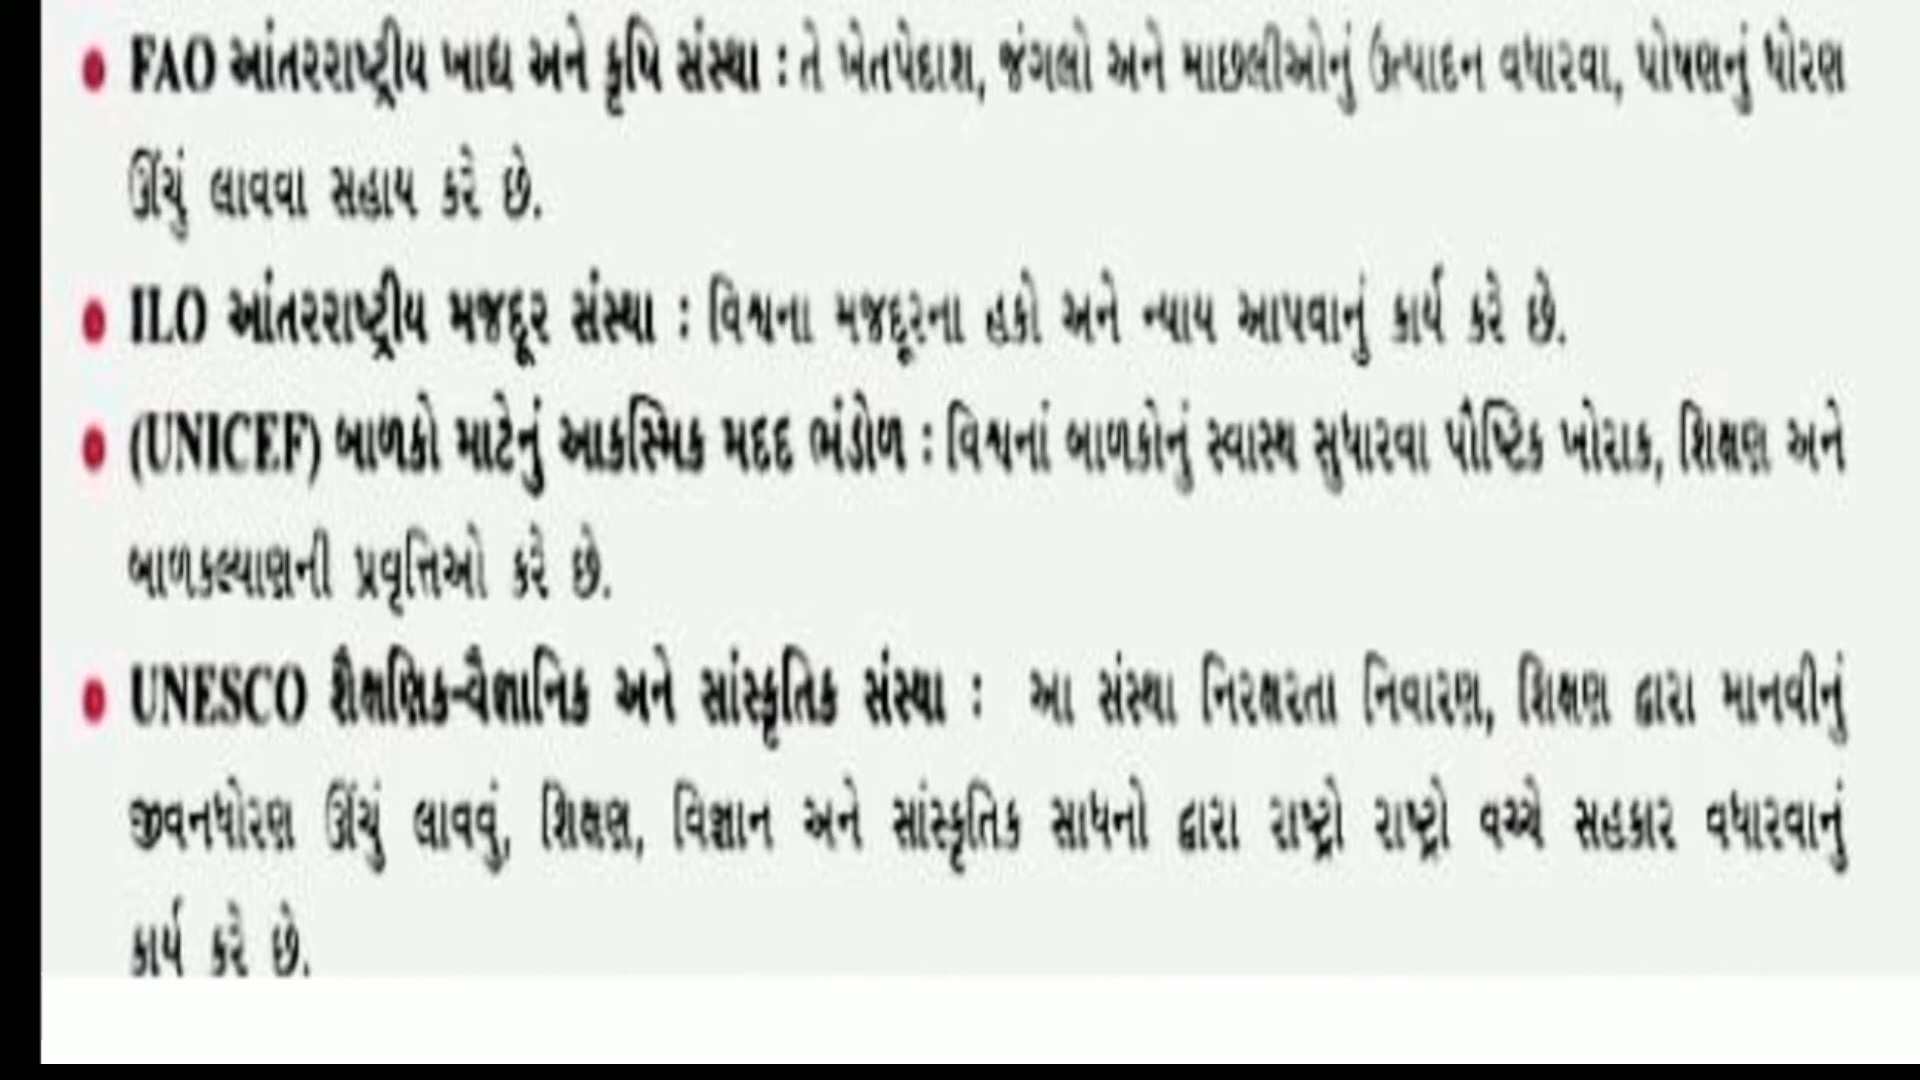 • FAO આંતરરાષ્ટ્રીય ખાદ્ય અને કૃષિ સંસ્થા : તે ખેતપેદાશ, જંગલો અને માછલીઓનું ઉત્પાદન વધારવા, પોષણનું ધોરણ
ઊંચું લાવવા સહાય કરે છે.
• ILO આંતરરાષ્ટ્રીય મજદૂર સંસ્થા : વિશ્વના મજદૂરના હકો અને ન્યાય આપવાનું કાર્ય કરે છે.
• (UNICEF) બાળકો માટેનું આકસ્મિક મદદ ભંડોળ : વિશ્વનાં બાળકોનું સ્વાસ્થ સુધારવા પૌષ્ટિક ખોરાક, શિક્ષણ અને
બાળકલ્યાણની પ્રવૃત્તિઓ કરે છે.
• UNESCO શૈક્ષણિક-વૈજ્ઞાનિક અને સાંસ્કૃતિક સંસ્થા : આ સંસ્થા નિરક્ષરતા નિવારણ, શિક્ષણ દ્વારા માનવીનું
જીવનધોરણ ઊંચું લાવવું, શિક્ષણ, વિજ્ઞાન અને સાંસ્કૃતિક સાધનો દ્વારા રાષ્ટ્રો રાષ્ટ્રો વચ્ચે સહકાર વધારવાનું
કાર્ય કરે છે.